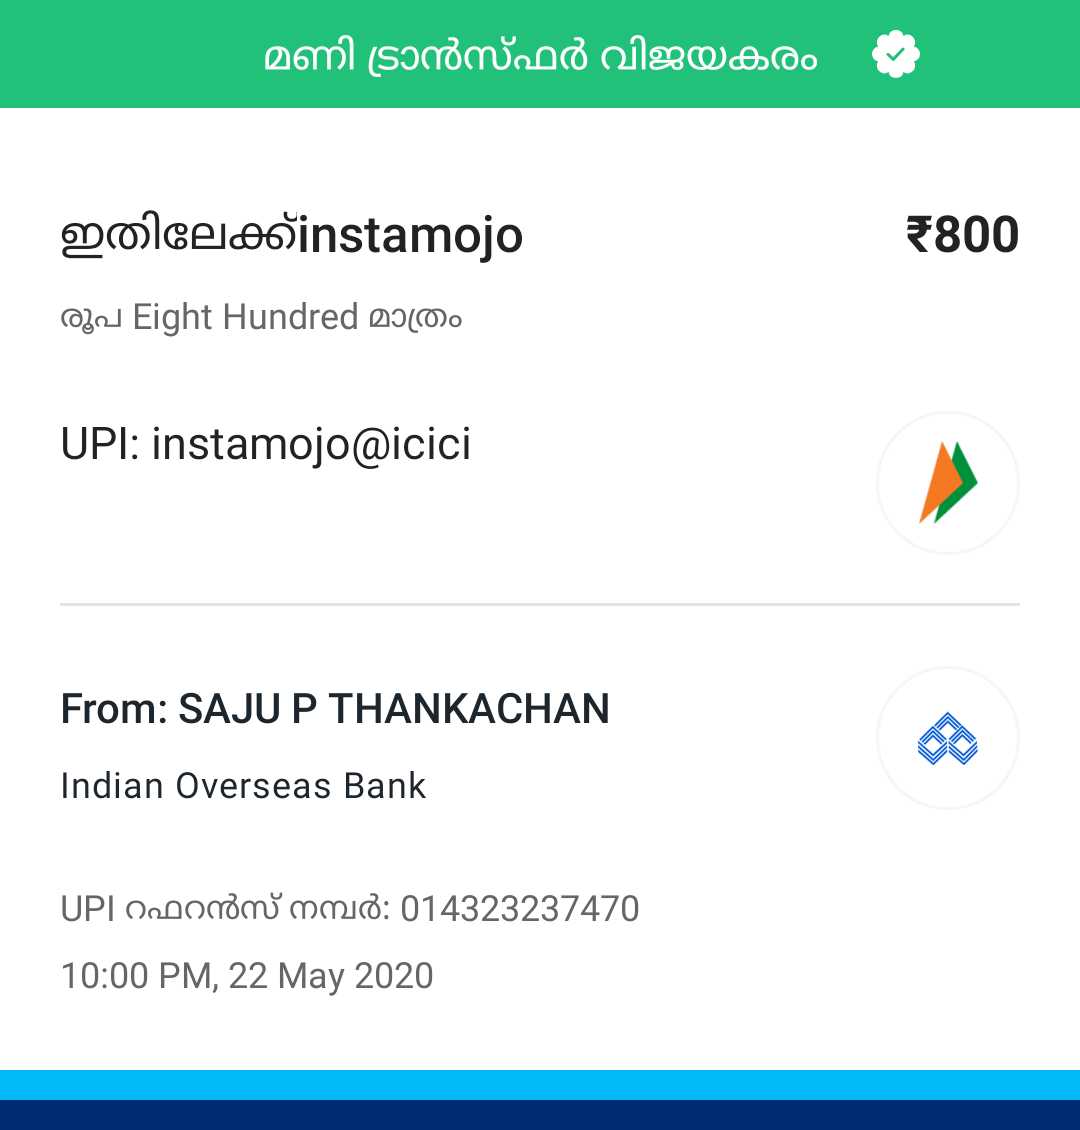 മണി ട്രാൻസ്ഫർ വിജയകരം
ഇതിലേക്ക്instamojo ₹800
രൂപ Eight Hundred മാത്രം
UPI: instamojo@icici
From: SAJU P THANKACHAN
Indian Overseas Bank
UPI റഫറൻസ് നമ്പർ: 014323237470
10:00 PM, 22 May 2020